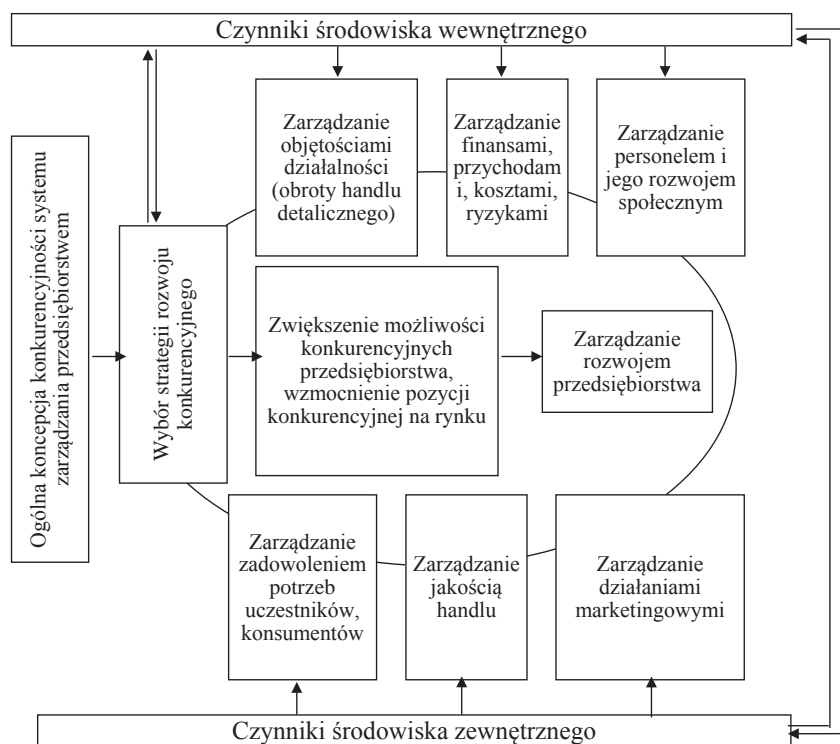 Czynniki środowiska wewnętrznego
Ogólna koncepcja konkurencyjności systemu
zarządzania przedsiębiorstwem
Wybór strategii rozwoju
konkurencyjnego
Zarządzanie
objętościami
działalności
(obroty handlu
detalicznego)
Zarządzanie
finansami,
przychodam
i, kosztami,
ryzykami
Zarządzanie
personelem i
jego rozwojem
społecznym
Zwiększenie możliwości
konkurencyjnych
przedsiębiorstwa,
wzmocnienie pozycji
konkurencyjnej na rynku
Zarządzanie
rozwojem
przedsiębiorstwa
Zarządzanie
zadowoleniem
potrzeb
uczestników,
konsumentów
Zarządzanie
jakością
handlu
Zarządzanie
działaniami
marketingowymi
Czynniki środowiska zewnętrznego